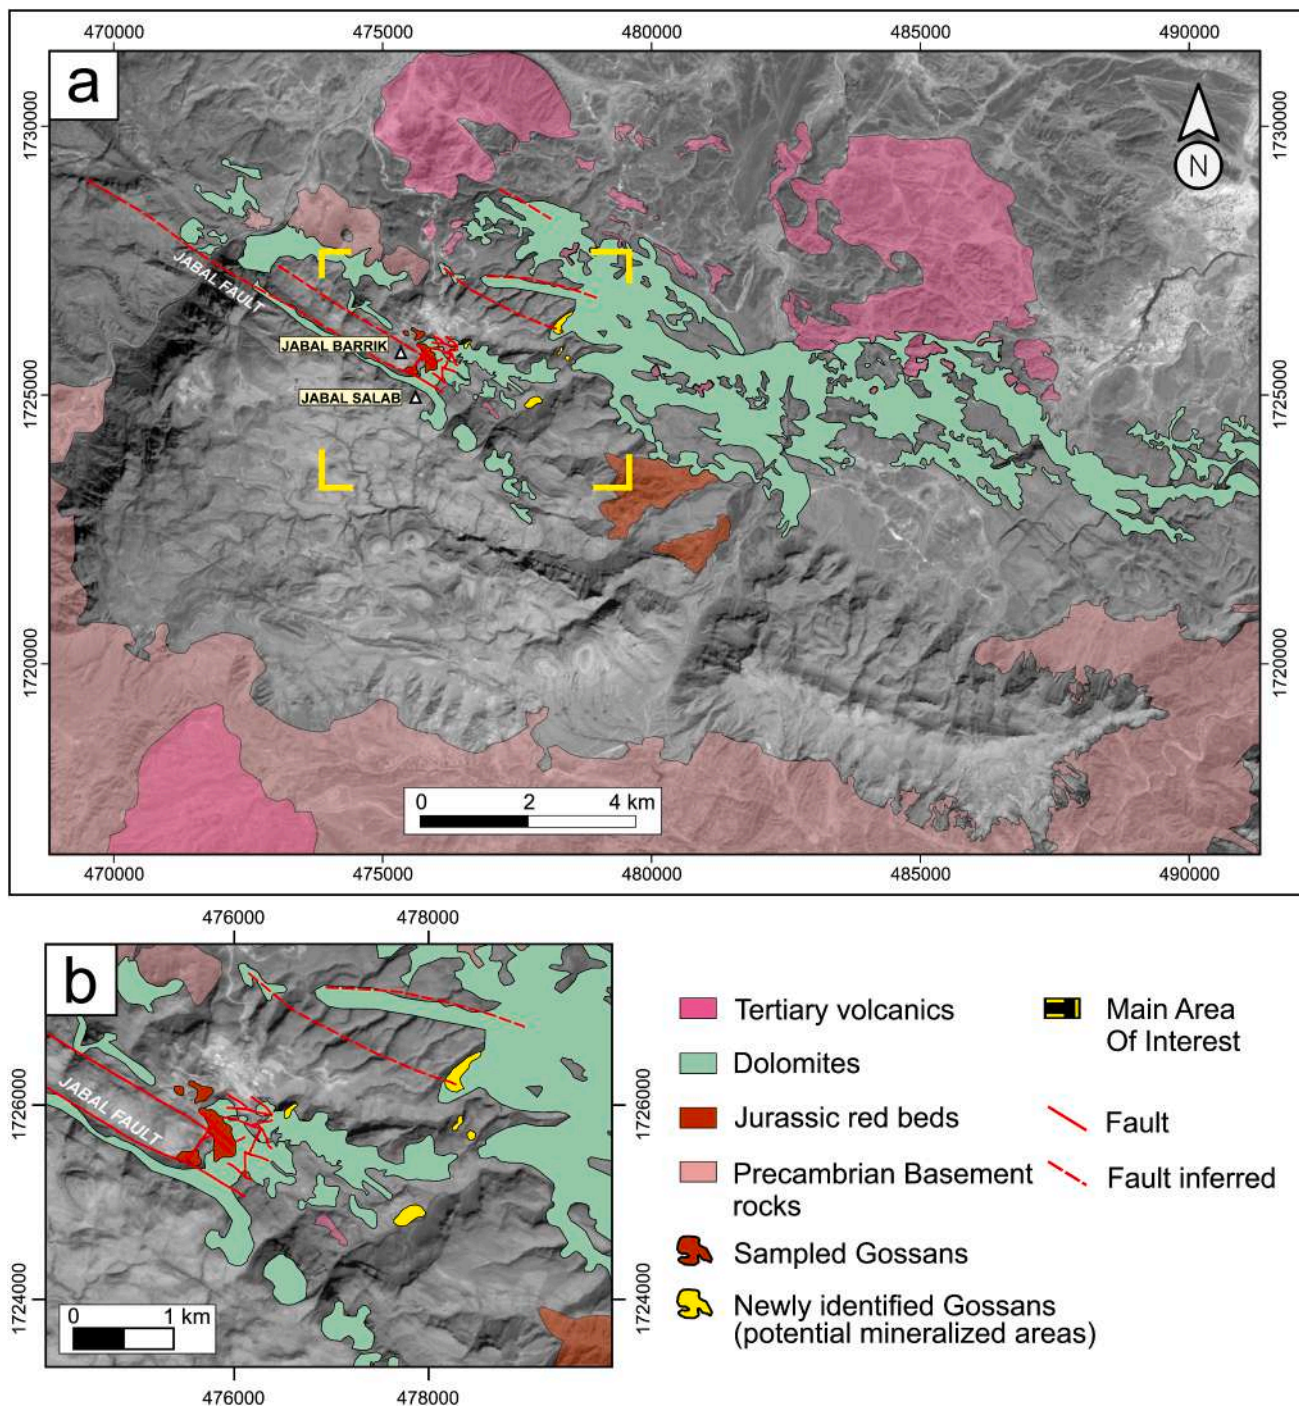 470000 475000 480000 485000 490000
a
N
1730000
1730000
JABAL FAULT
JABAL BARRIK
JABAL SALAB
1725000
1725000
1720000
1720000
0 2 4 km
470000 475000 480000 485000 490000
476000 478000
b
JABAL FAULT
1726000
1726000
1724000
1724000
0 1 km
476000 478000
Tertiary volcanics
Dolomites
Jurassic red beds
Precambrian Basement
rocks
Sampled Gossans
Newly identified Gossans
(potential mineralized areas)
Main Area
Of Interest
Fault
Fault inferred